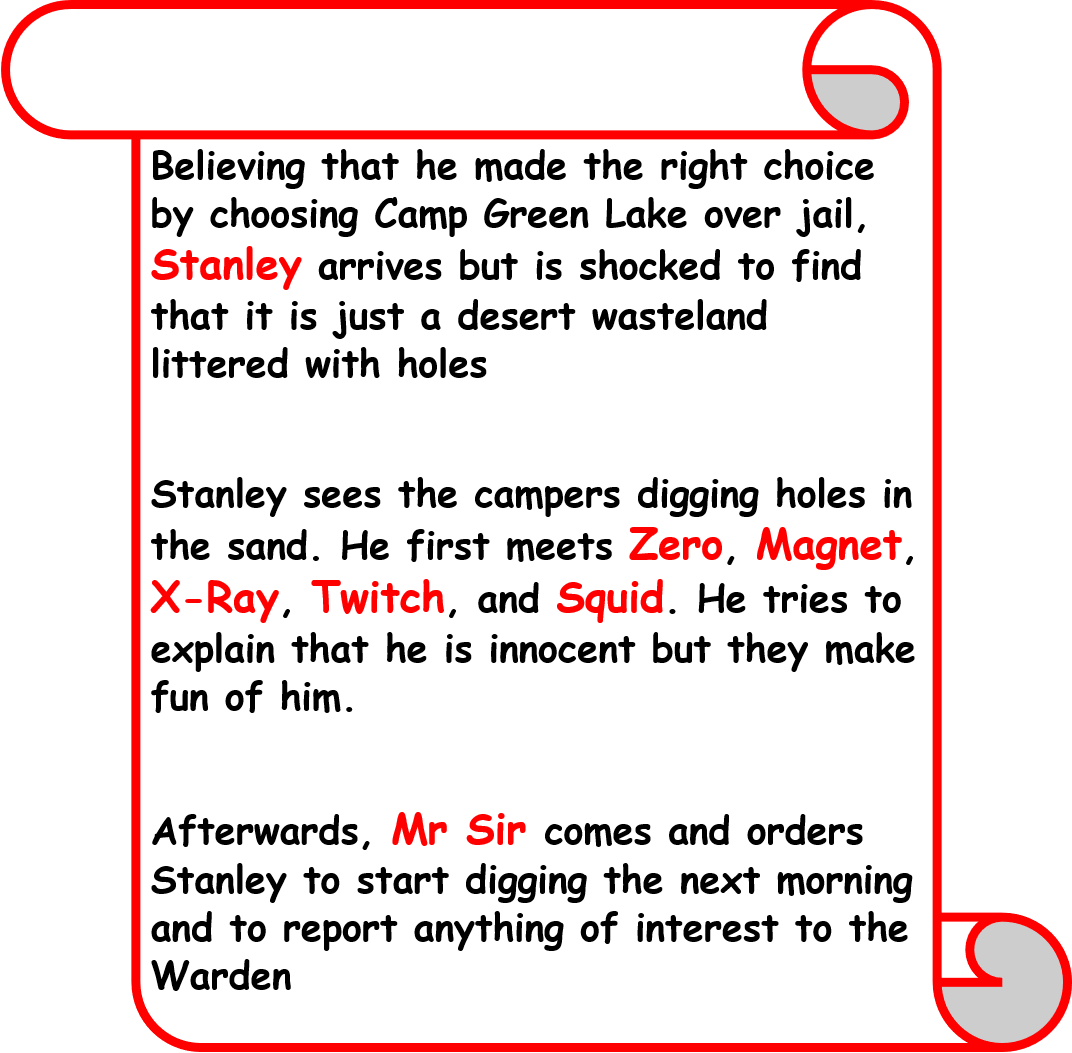 Believing that he made the right choice
by choosing Camp Green Lake over jail,
Stanley arrives but is shocked to find
that it is just a desert wasteland
littered with holes
Stanley sees the campers digging holes in
the sand. He first meets Zero, Magnet,
X-Ray, Twitch, and Squid. He tries to
explain that he is innocent but they make
fun of him.
Afterwards, Mr Sir comes and orders
Stanley to start digging the next morning
and to report anything of interest to the
Warden